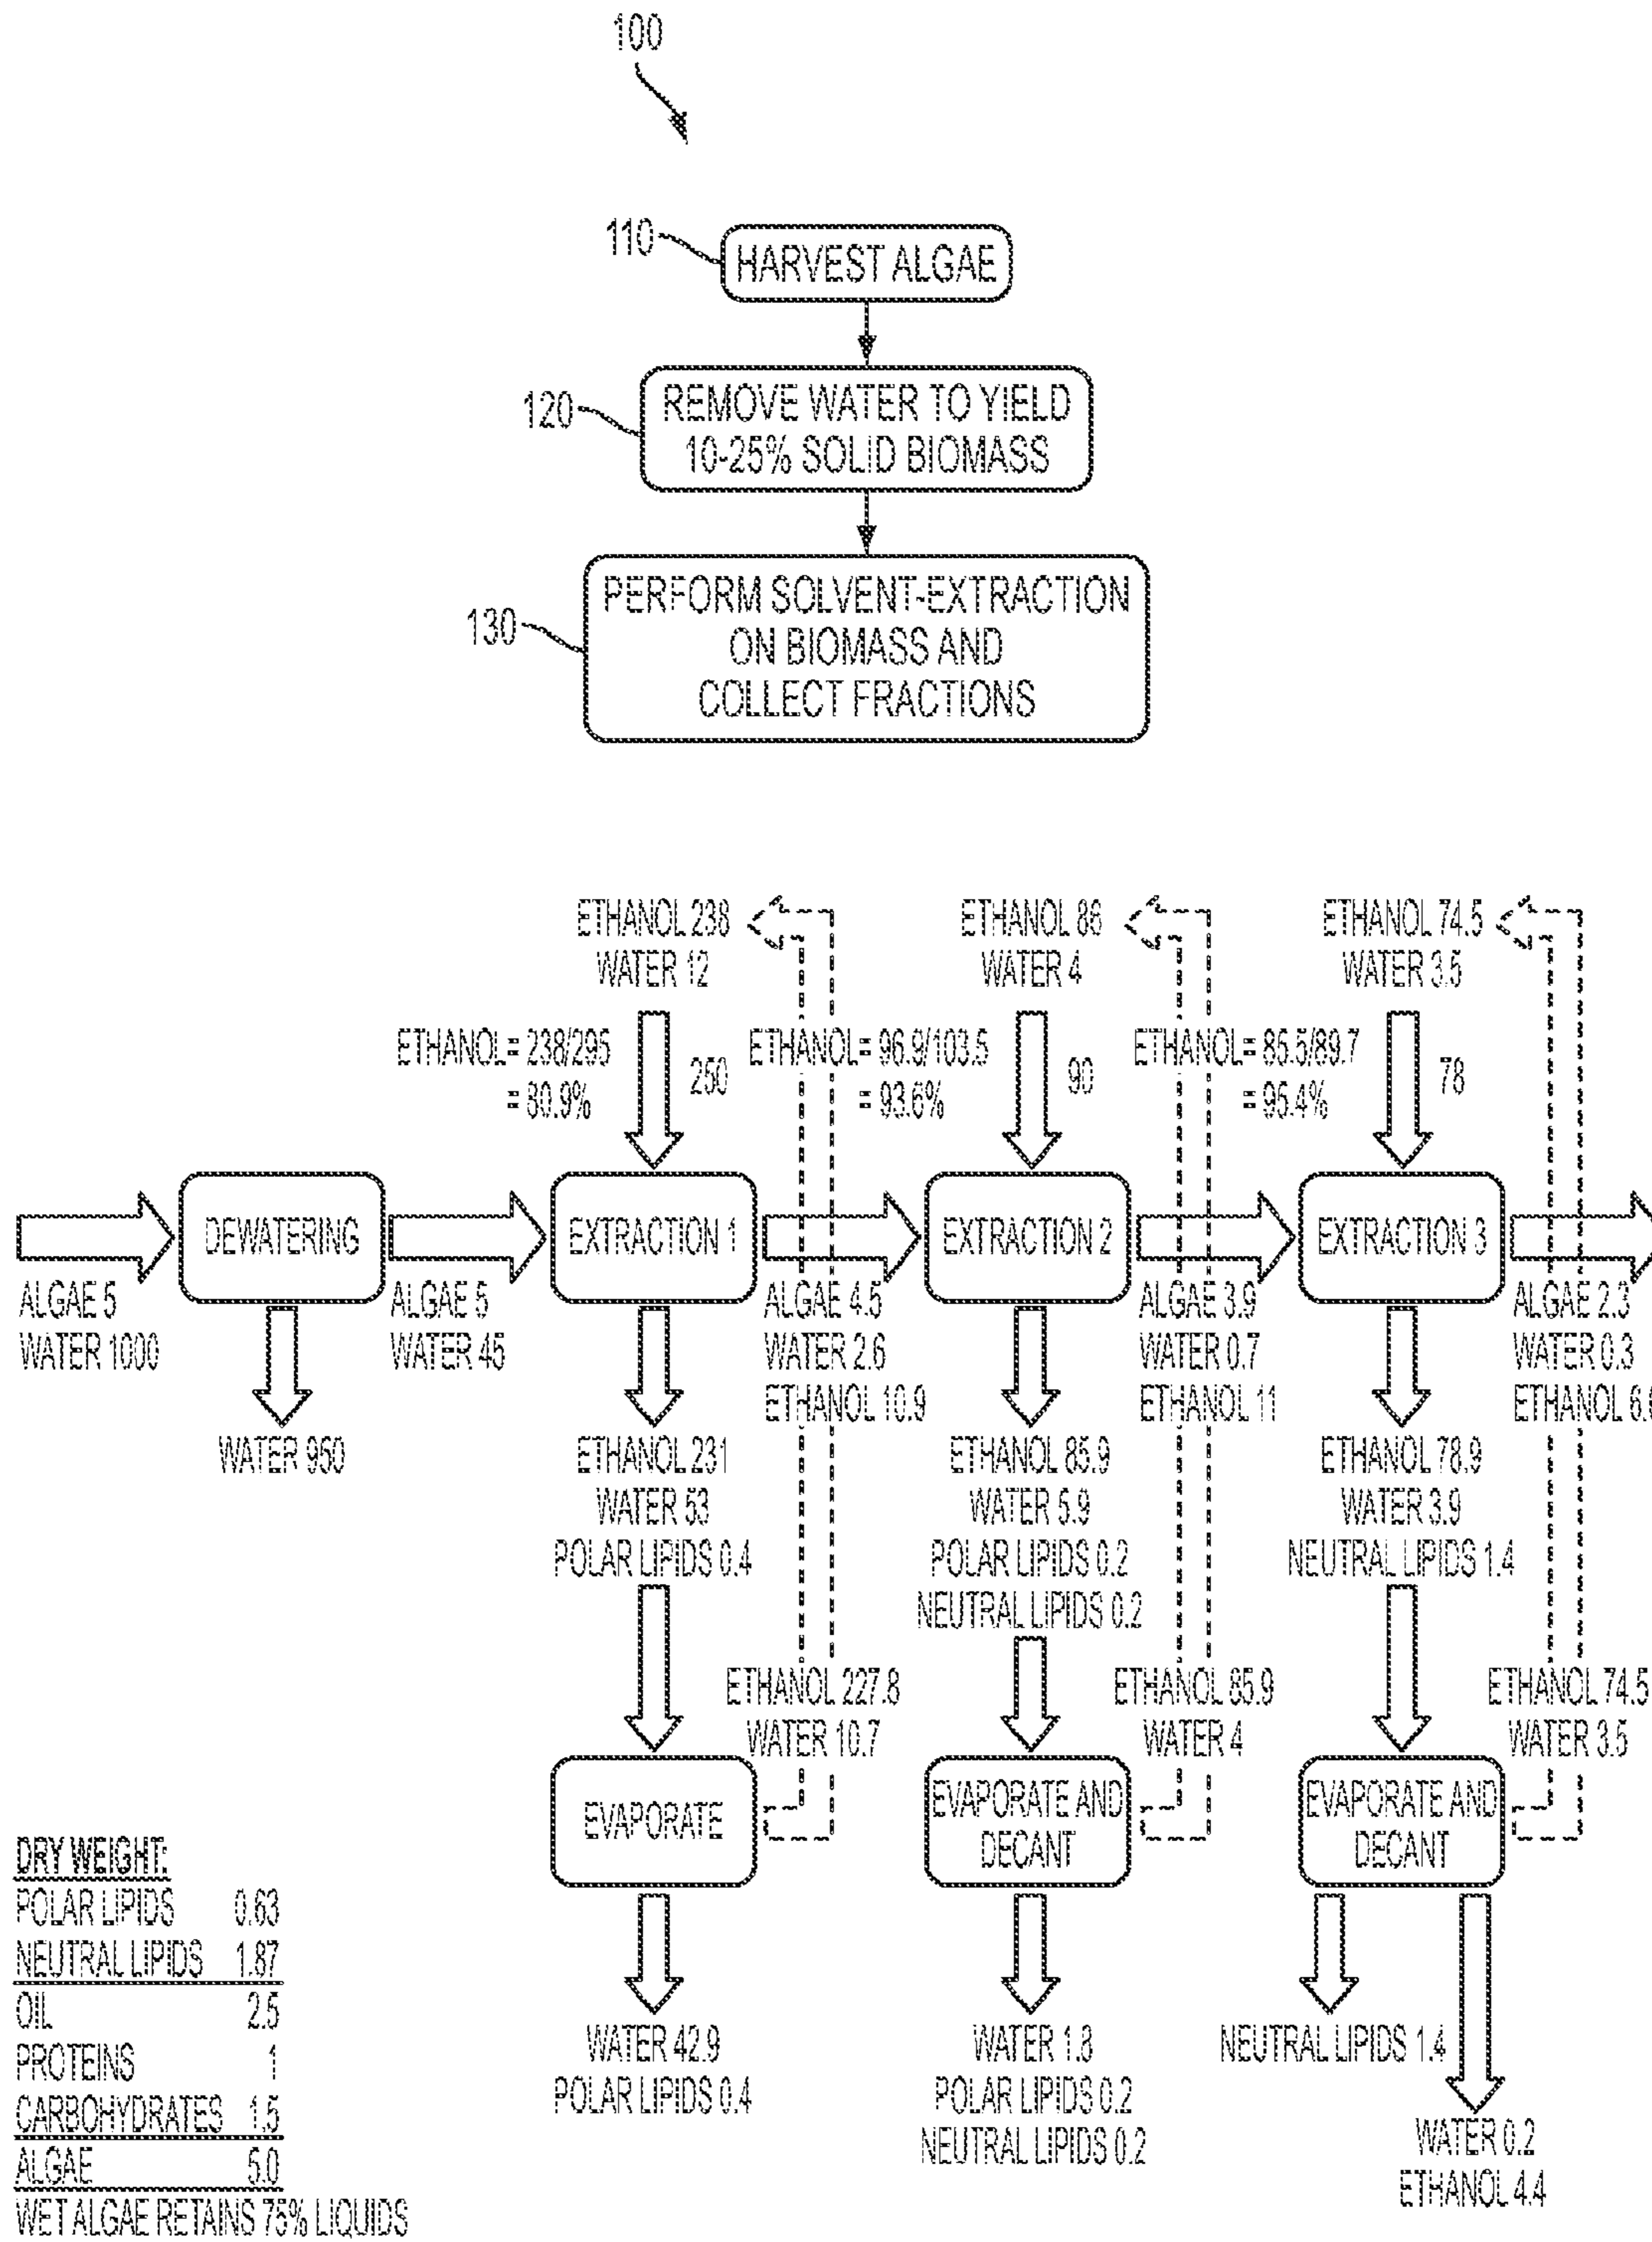 100
110
HARVEST ALGAE
120
REMOVE WATER TO YIELD
10-25% SOLID BIOMASS
130
PERFORM SOLVENT-EXTRACTION
ON BIOMASS AND
COLLECT FRACTIONS
ETHANOL 238
WATER 12
ETHANOL 86
WATER 4
ETHANOL 74.5
WATER 3.5
ETHANOL= 238/295
= 80.9%
250
ETHANOL= 96.9/103.5
= 93.6%
90
ETHANOL= 85.5/89.7
= 95.4%
78
DEWATERING
EXTRACTION 1
EXTRACTION 2
EXTRACTION 3
ALGAE 5
WATER 1000
ALGAE 5
WATER 45
ALGAE 4.5
WATER 2.6
ETHANOL 10.9
ALGAE 3.9
WATER 0.7
ETHANOL 11
ALGAE 2.3
WATER 0.3
ETHANOL
WATER 950
ETHANOL 231
WATER 53
POLAR LIPIDS 0.4
ETHANOL 85.9
WATER 5.9
POLAR LIPIDS 0.2
NEUTRAL LIPIDS 0.2
ETHANOL 78.9
WATER 3.9
NEUTRAL LIPIDS 1.4
ETHANOL 227.8
WATER 10.7
ETHANOL 85.9
WATER 4
ETHANOL 74.5
WATER 3.5
EVAPORATE
EVAPORATE AND
DECANT
EVAPORATE AND
DECANT
WATER 42.9
POLAR LIPIDS 0.4
WATER 1.8
POLAR LIPIDS 0.2
NEUTRAL LIPIDS 0.2
NEUTRAL LIPIDS 1.4
WATER 0.2
ETHANOL 4.4
DRY WEIGHT:
POLAR LIPIDS 0.63
NEUTRAL LIPIDS 1.87
OIL 2.5
PROTEINS 1
CARBOHYDRATES 1.5
ALGAE 5.0
WET ALGAE RETAINS 75% LIQUIDS